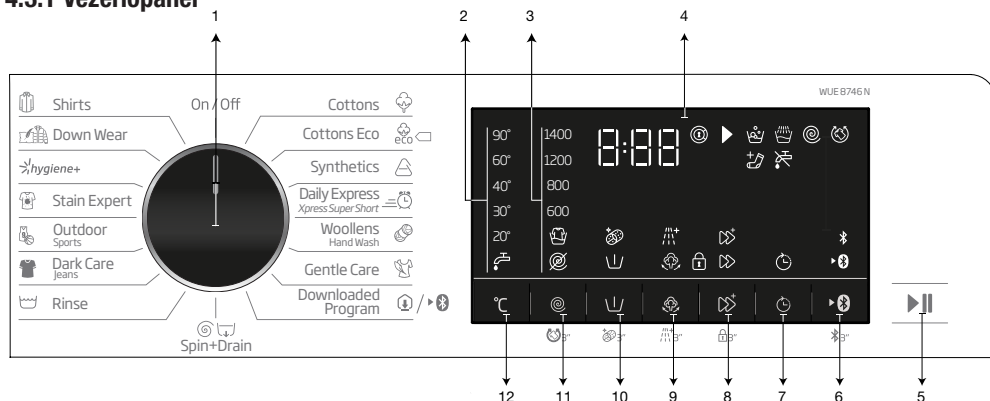 4.3.1 Vezérlőpanel
1
2
3
4
WUE 8746 N
Shirts
On / Off
Cottons
Down Wear
Cottons Eco
eco
hygiene+
Synthetics
Stain Expert
Daily Express
Xpress Super Short
Outdoor
Sports
Woollens
Hand Wash
Dark Care
Jeans
Gentle Care
Rinse
Downloaded
Program
/
Spin+Drain
90°
60°
40°
30°
20°
1400
1200
800
600
8:88
°C
3"
3"
3"
3"
3"
12
11
10
9
8
7
6
5